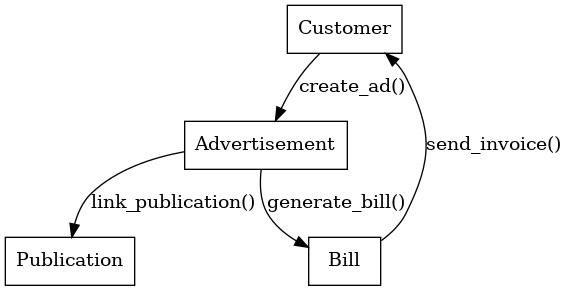 Customer
create_ad()
Advertisement
send_invoice()
link_publication()
generate_bill()
Publication
Bill